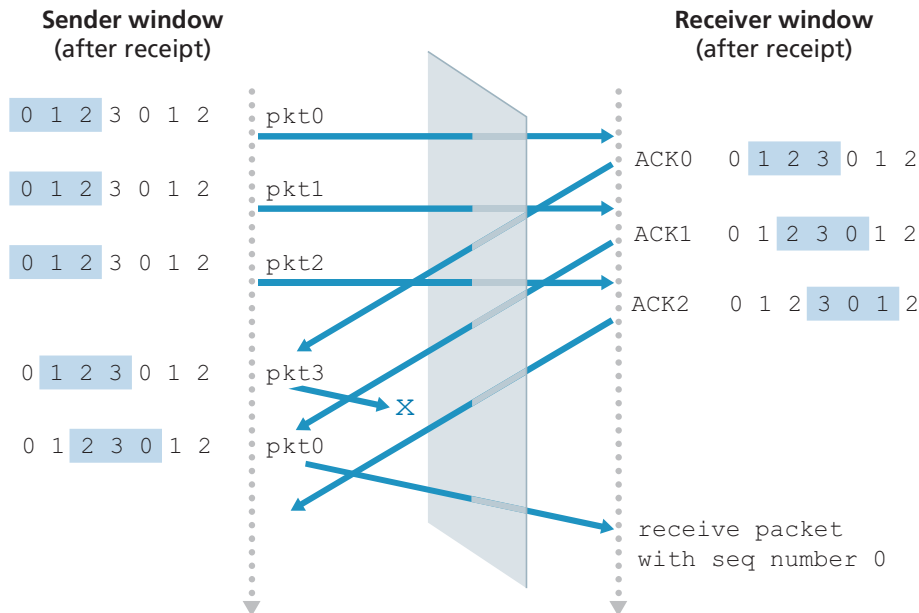 Sender window
(after receipt)
Receiver window
(after receipt)
0 1 2 3 0 1 2
pkt0
ACK0 0 1 2 3 0 1 2
0 1 2 3 0 1 2
pkt1
ACK1 0 1 2 3 0 1 2
0 1 2 3 0 1 2
pkt2
ACK2 0 1 2 3 0 1 2
0 1 2 3 0 1 2
pkt3
X
0 1 2 3 0 1 2
pkt0
receive packet
with seq number 0